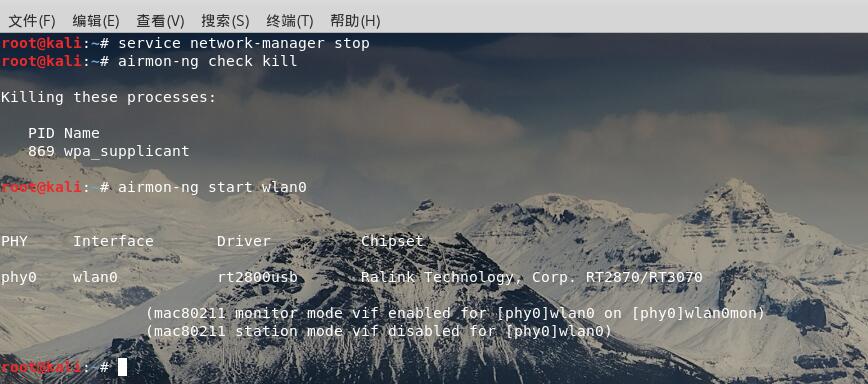 文件(F) 编辑(E) 查看(V) 搜索(S) 终端(T) 帮助(H)
root@kali:~# service network-manager stop
root@kali:~# airmon-ng check kill
Killing these processes:
PID Name
869 wpa_supplicant
root@kali:~# airmon-ng start wlan0
PHY Interface Driver Chipset
phy0 wlan0 rt2800usb Ralink Technology, Corp. RT2870/RT3070
(mac80211 monitor mode vif enabled for [phy0]wlan0 on [phy0]wlan0mon)
(mac80211 station mode vif disabled for [phy0]wlan0)
root@kali:~#